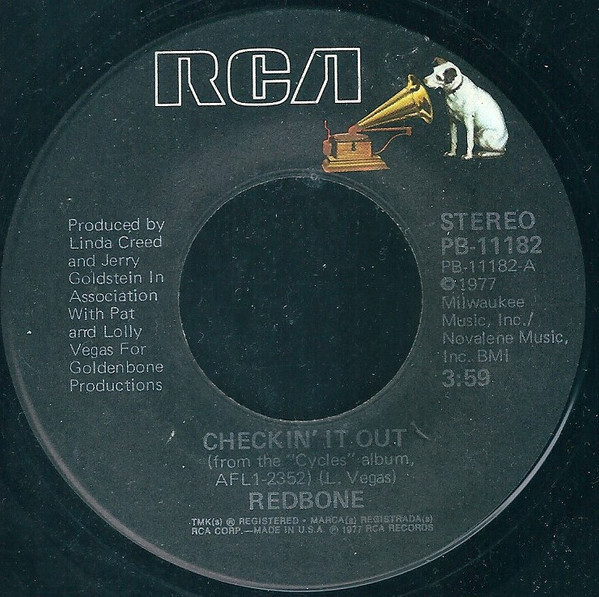 RCA
Produced by
Linda Creed
and Jerry
Goldstein In
Association
With Pat
and Lolly
Vegas For
Goldenbone
Productions
STEREO
PB-11182
PB-11182-A
©1977
Milwaukee
Music, Inc./
Novalene Music,
Inc. BMI
3:59
CHECKIN' IT OUT
(from the "Cycles" album,
AFL1-2352) (L. Vegas)
REDBONE
TMK(s) ® REGISTERED • MARCA(s) REGISTRADA(s)
RCA CORP.—MADE IN U.S.A. ℗ 1977 RCA RECORDS